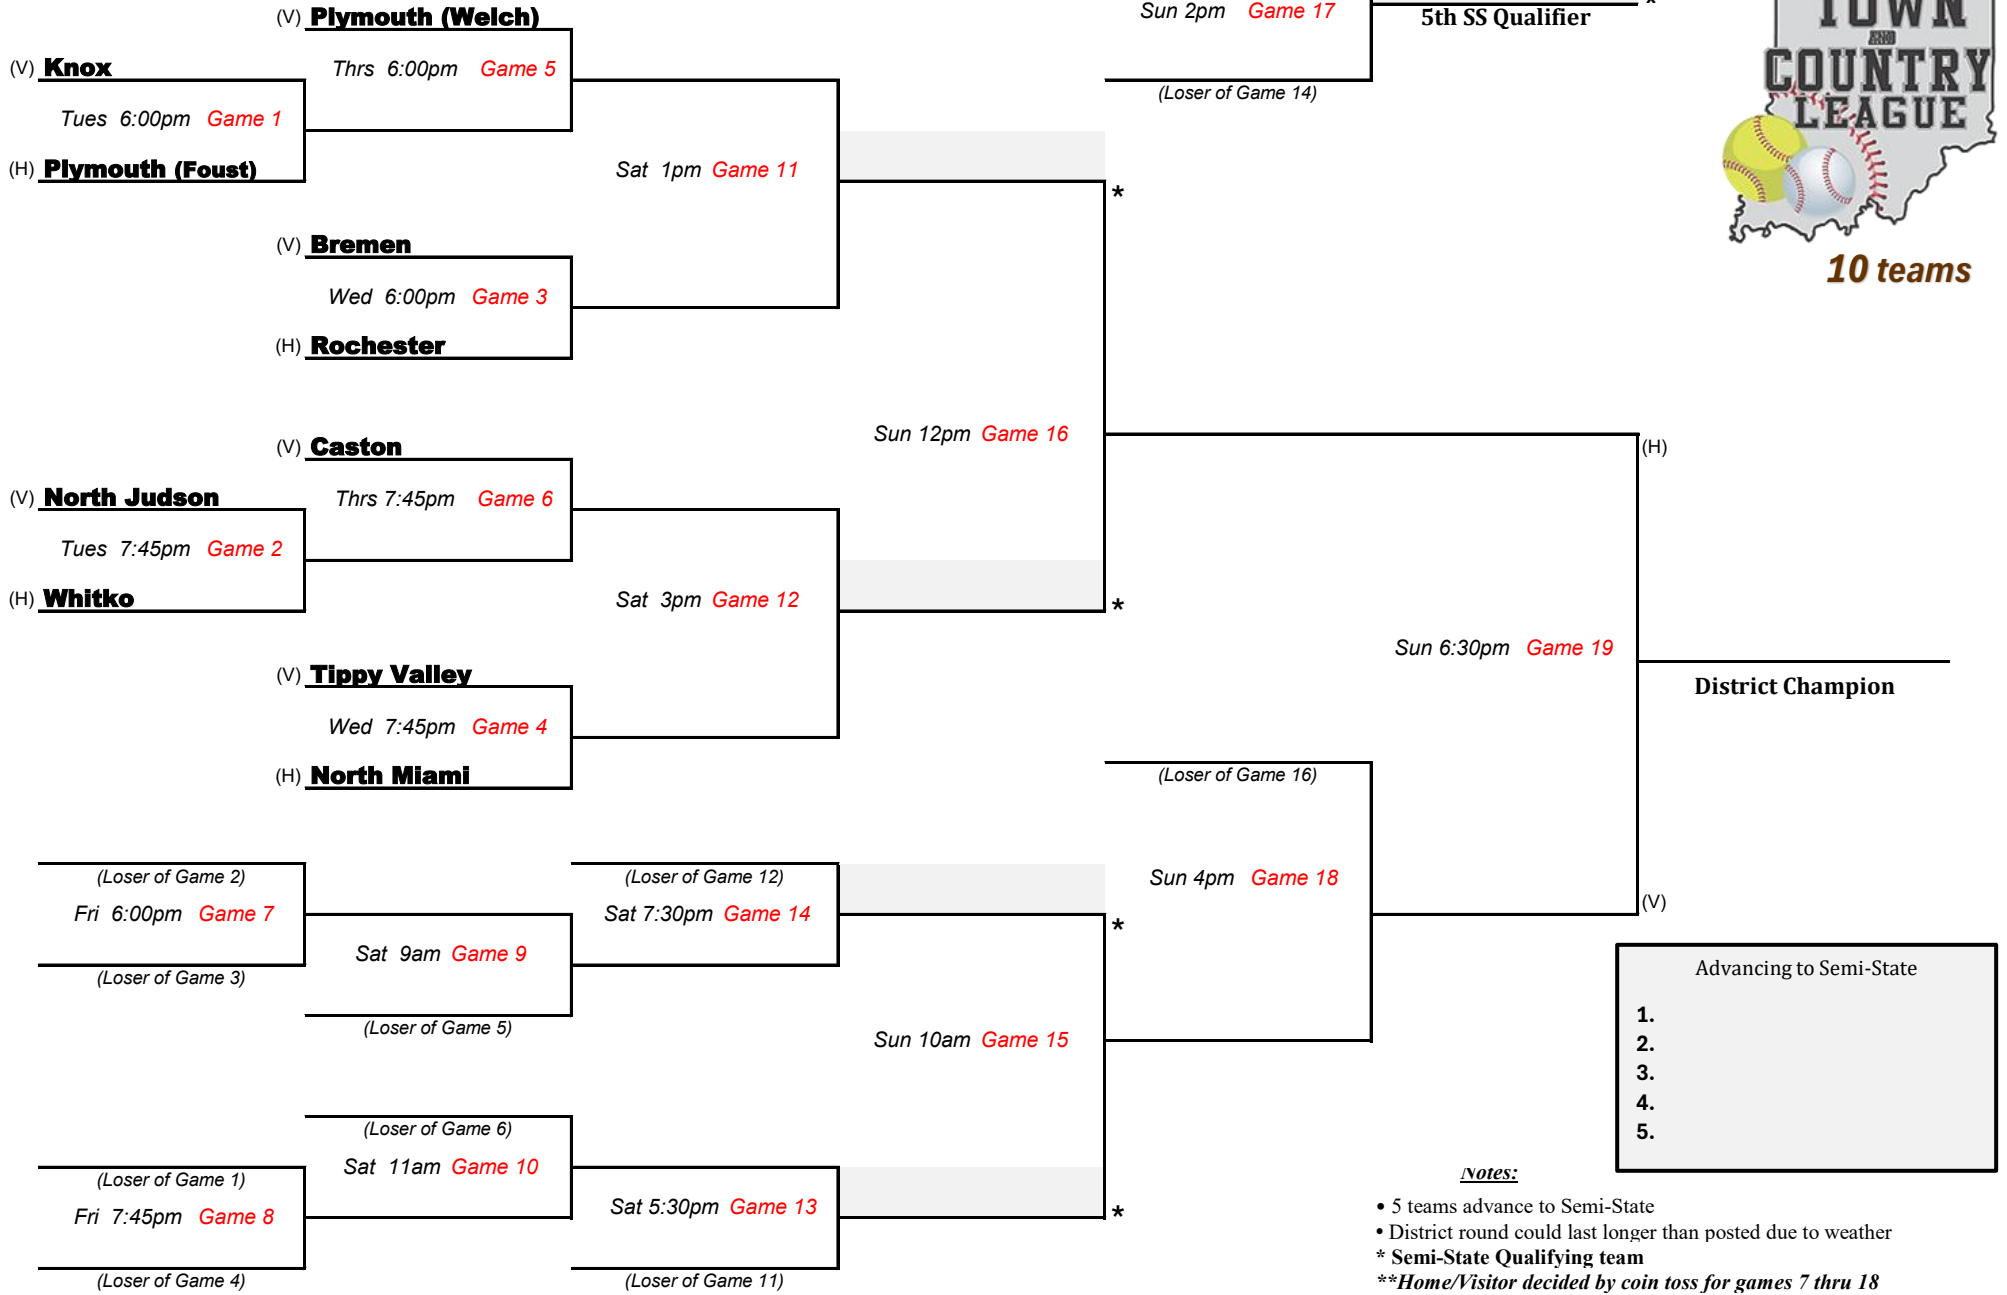 (V) Plymouth (Welch)
Sun 2pm Game 17
5th SS Qualifier
*
TOWN
AND
COUNTRY
LEAGUE
10 teams
(V) Knox
Thrs 6:00pm Game 5
(Loser of Game 14)
Tues 6:00pm Game 1
(H) Plymouth (Foust)
Sat 1pm Game 11
*
(V) Bremen
Wed 6:00pm Game 3
(H) Rochester
(V) Caston
Sun 12pm Game 16
(H)
(V) North Judson
Thrs 7:45pm Game 6
Tues 7:45pm Game 2
(H) Whitko
Sat 3pm Game 12
*
Sun 6:30pm Game 19
District Champion
(V) Tippy Valley
Wed 7:45pm Game 4
(H) North Miami
(Loser of Game 16)
(Loser of Game 2)
(Loser of Game 12)
Sun 4pm Game 18
Fri 6:00pm Game 7
Sat 7:30pm Game 14
*
(V)
Sat 9am Game 9
(Loser of Game 3)
(Loser of Game 5)
Sun 10am Game 15
Advancing to Semi-State
1.
2.
3.
4.
5.
(Loser of Game 6)
Sat 11am Game 10
(Loser of Game 1)
Fri 7:45pm Game 8
Sat 5:30pm Game 13
*
(Loser of Game 4)
(Loser of Game 11)
Notes:
• 5 teams advance to Semi-State
• District round could last longer than posted due to weather
* Semi-State Qualifying team
**Home/Visitor decided by coin toss for games 7 thru 18